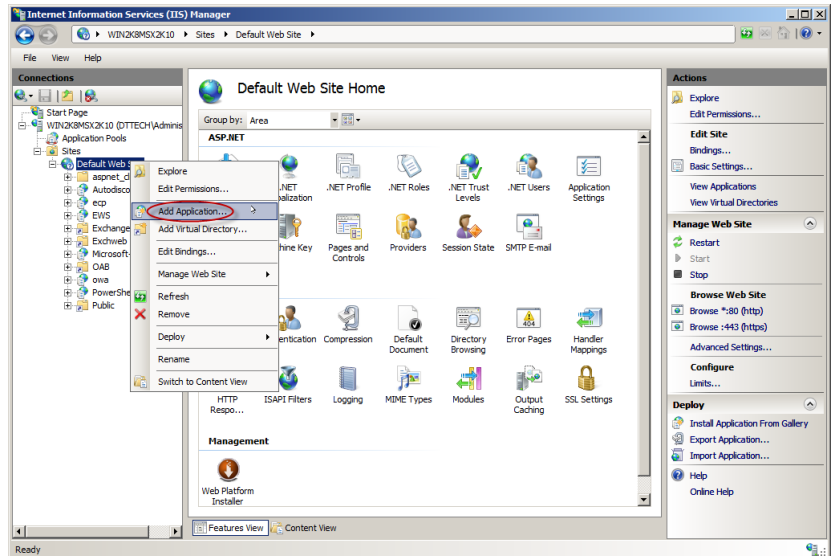 Internet Information Services (IIS) Manager
WIN2K8MSX2K10 Sites Default Web Site
File View Help
Connections
Start Page
WIN2K8MSX2K10 (DTTECH\Adminis
Application Pools
Sites
Default Web S
aspnet_cl
Autodisco
ecp
EWS
Exchange
Exchweb
Microsoft-
OAB
owa
PowerShe
Public
Explore
Edit Permissions...
Add Application...
Add Virtual Directory...
Edit Bindings...
Manage Web Site
Refresh
Remove
Deploy
Rename
Switch to Content View
Default Web Site Home
Group by: Area
ASP.NET
.NET Profile
.NET Roles
.NET Trust
Levels
.NET Users
Application
Settings
Pages and
Controls
Providers
Session State
SMTP E-mail
Compression
Default
Document
Directory
Browsing
Error Pages
404
Handler
Mappings
HTTP
Respo...
ISAPI Filters
Logging
MIME Types
Modules
Output
Caching
SSL Settings
Management
Web Platform
Installer
Features View Content View
Actions
Explore
Edit Permissions...
Edit Site
Bindings...
Basic Settings...
View Applications
View Virtual Directories
Manage Web Site
Restart
Start
Stop
Browse Web Site
Browse *:80 (http)
Browse :443 (https)
Advanced Settings...
Configure
Limits...
Deploy
Install Application From Gallery
Export Application...
Import Application...
Help
Online Help
Ready